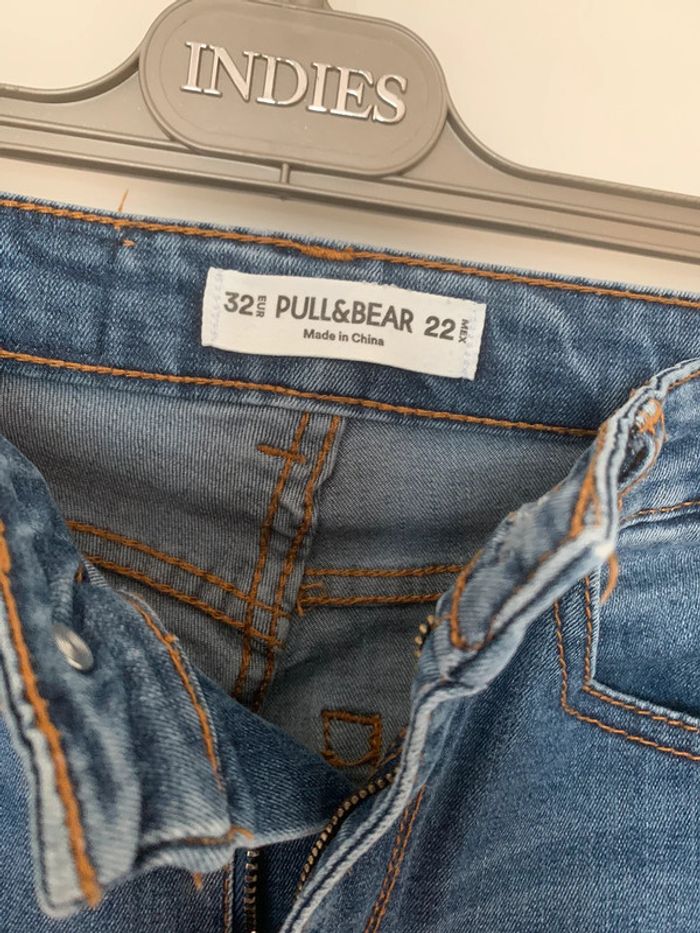 INDIES
32 EUR PULL&BEAR 22 MEX
Made in China